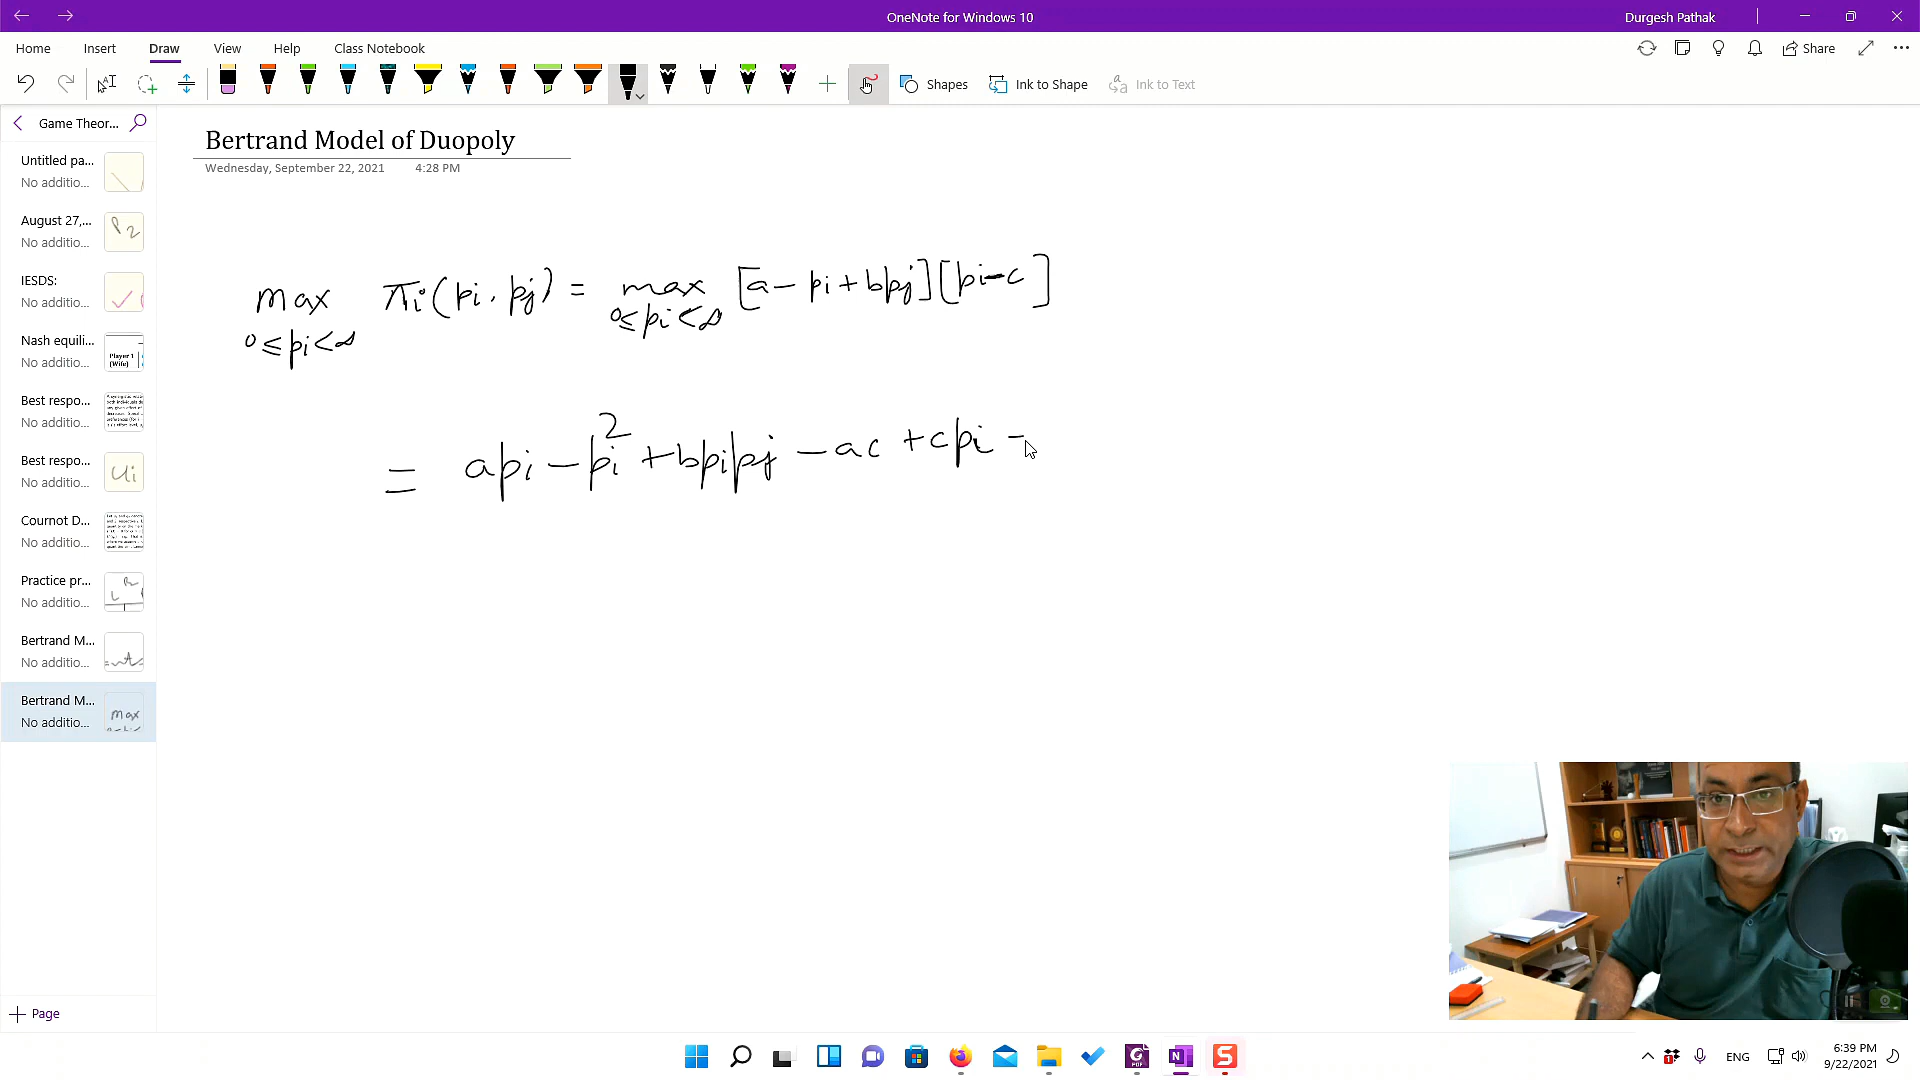 OneNote for Windows 10
Durgesh Pathak
Home Insert Draw View Help Class Notebook
Share
Shapes Ink to Shape Ink to Text
Game Theor...
Untitled pa...
No additio...
August 27,...
No additio...
IESDS:
No additio...
Nash equili...
No additio...
Player 1
(Wife)
Best respo...
No additio...
Best respo...
No additio...
Ui
Cournot D...
No additio...
Practice pr...
No additio...
Bertrand M...
No additio...
Bertrand M...
No additio...
max
Page
Bertrand Model of Duopoly
Wednesday, September 22, 2021 4:28 PM
max πi(pi, pj) = max [a - pi + bpj][pi - c]
0≤pi<∞ 0≤pi<∞
= api - pi² + bpipj - ac + cpi -
ENG
6:39 PM
9/22/2021